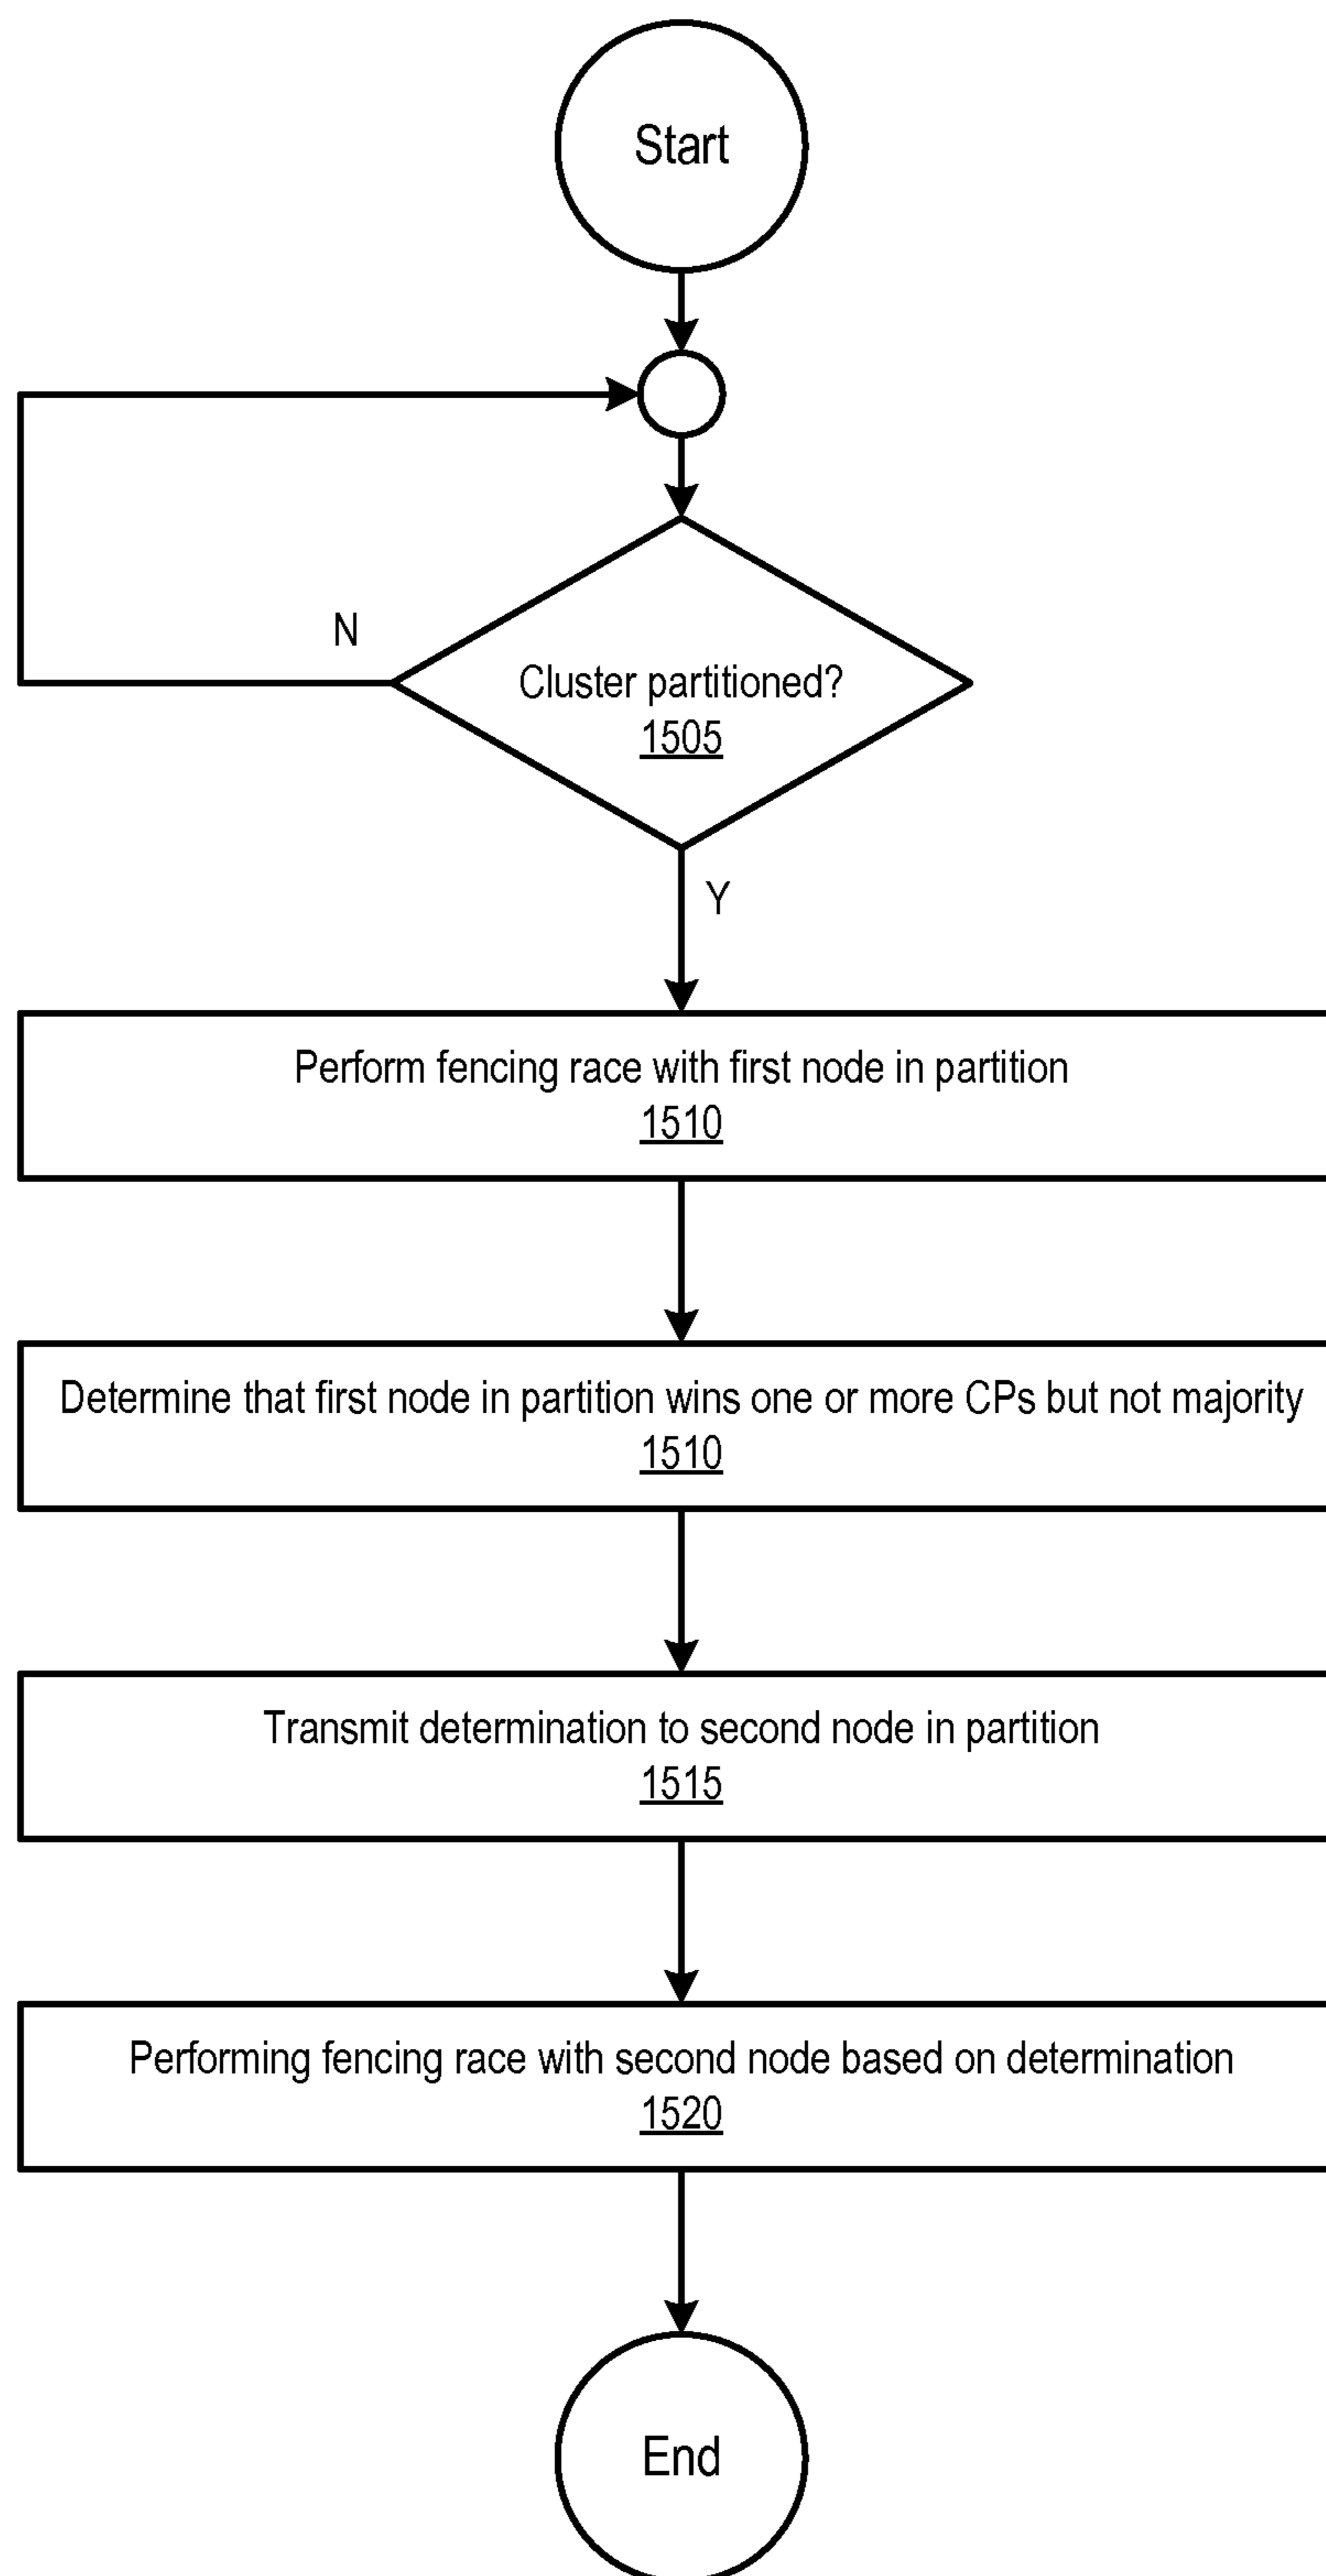 Start
N
Cluster partitioned?
1505
Y
Perform fencing race with first node in partition
1510
Determine that first node in partition wins one or more CPs but not majority
1510
Transmit determination to second node in partition
1515
Performing fencing race with second node based on determination
1520
End